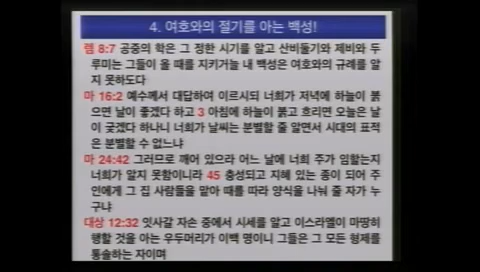 4. 여호와의 절기를 아는 백성!
렘 8:7 공중의 학은 그 정한 시기를 알고 산비둘기와 제비와 두
루미는 그들이 올 때를 지키거늘 내 백성은 여호와의 규례를 알
지 못하도다
마 16:2 예수께서 대답하여 이르시되 너희가 저녁에 하늘이 붉
으면 날이 좋겠다 하고 3 아침에 하늘이 붉고 흐리면 오늘은 날
이 궂겠다 하나니 너희가 날씨는 분별할 줄 알면서 시대의 표적
은 분별할 수 없느냐
마 24:42 그러므로 깨어 있으라 어느 날에 너희 주가 임할는지
너희가 알지 못함이니라 45 충성되고 지혜 있는 종이 되어 주
인에게 그 집 사람들을 맡아 때를 따라 양식을 나눠 줄 자가 누
구냐
대상 12:32 잇사갈 자손 중에서 시세를 알고 이스라엘이 마땅히
행할 것을 아는 우두머리가 이백 명이니 그들은 그 모든 형제를
통솔하는 자이며